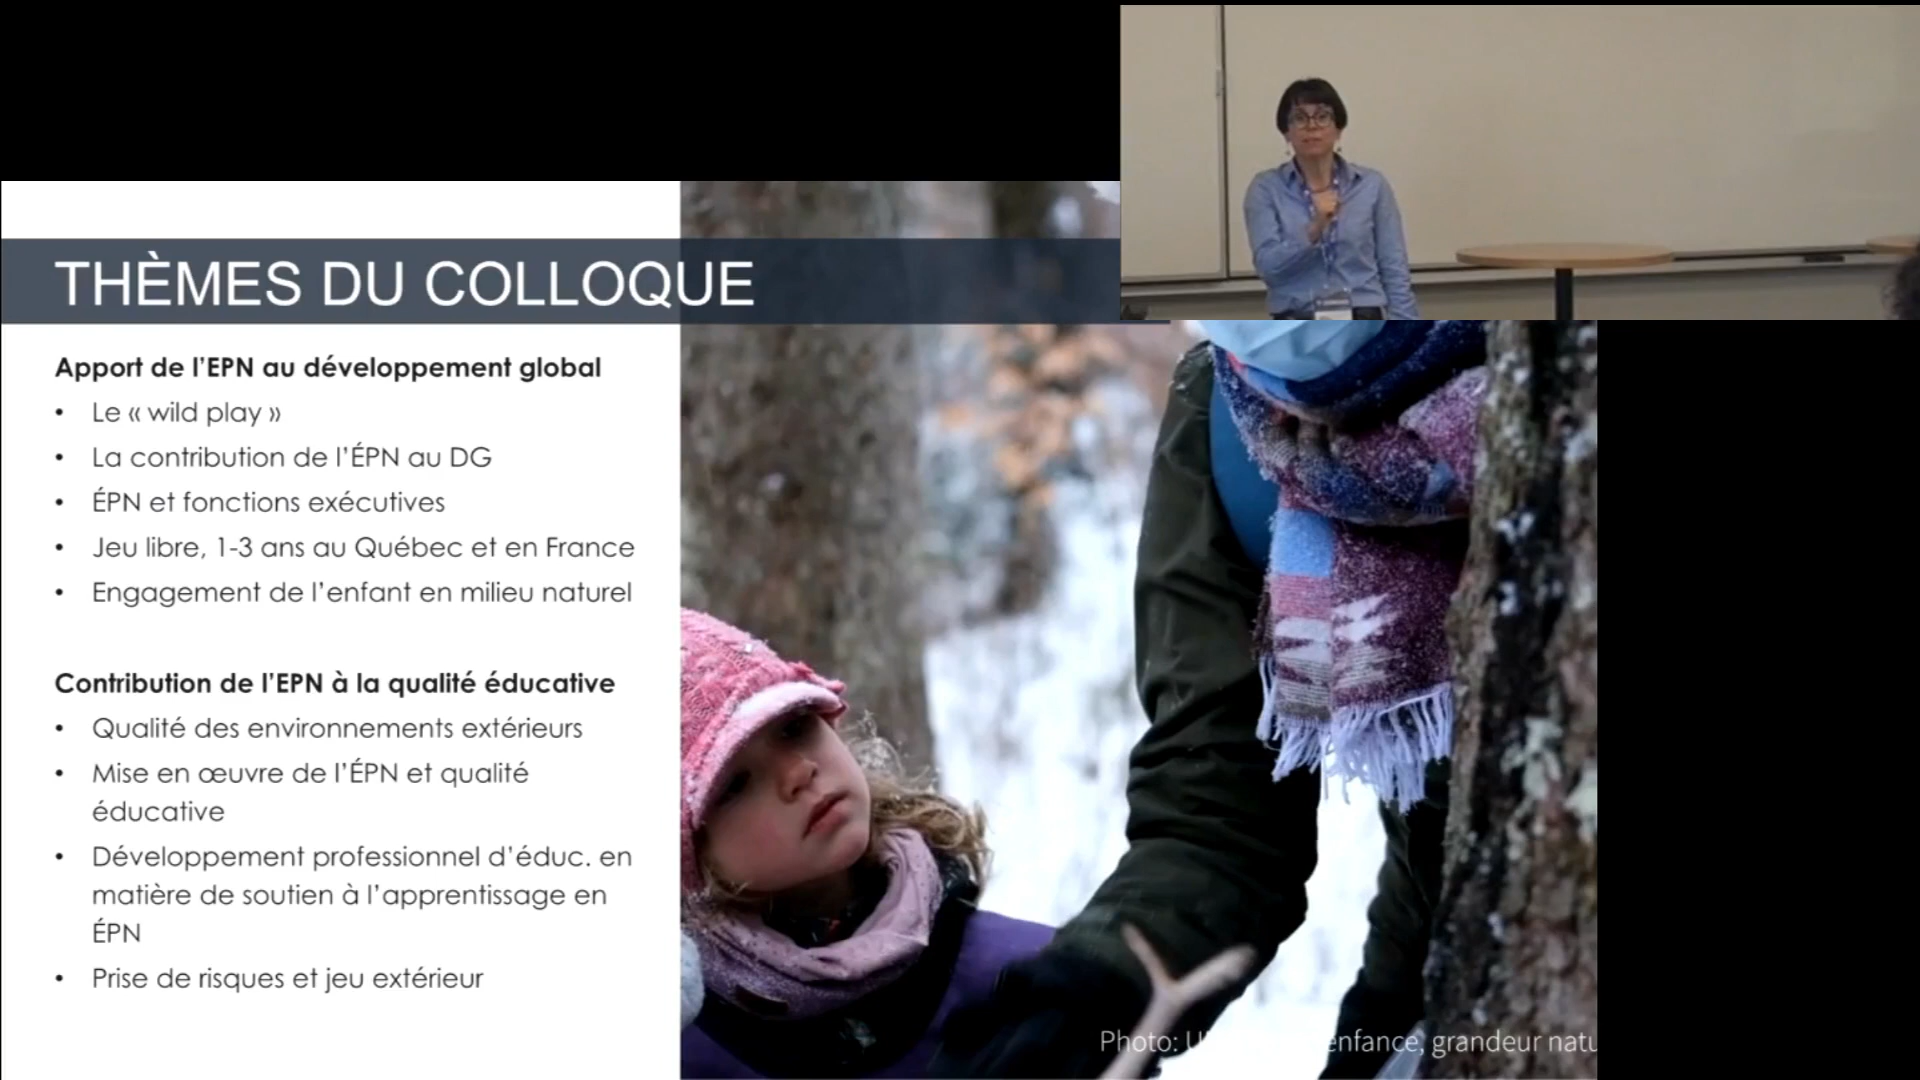 THÈMES DU COLLOQUE
Apport de l'EPN au développement global
• Le « wild play »
• La contribution de l'ÉPN au DG
• ÉPN et fonctions exécutives
• Jeu libre, 1-3 ans au Québec et en France
• Engagement de l'enfant en milieu naturel
Contribution de l'EPN à la qualité éducative
• Qualité des environnements extérieurs
• Mise en œuvre de l'ÉPN et qualité
éducative
• Développement professionnel d'éduc. en
matière de soutien à l'apprentissage en
ÉPN
• Prise de risques et jeu extérieur
Photo: enfance, grandeur natu